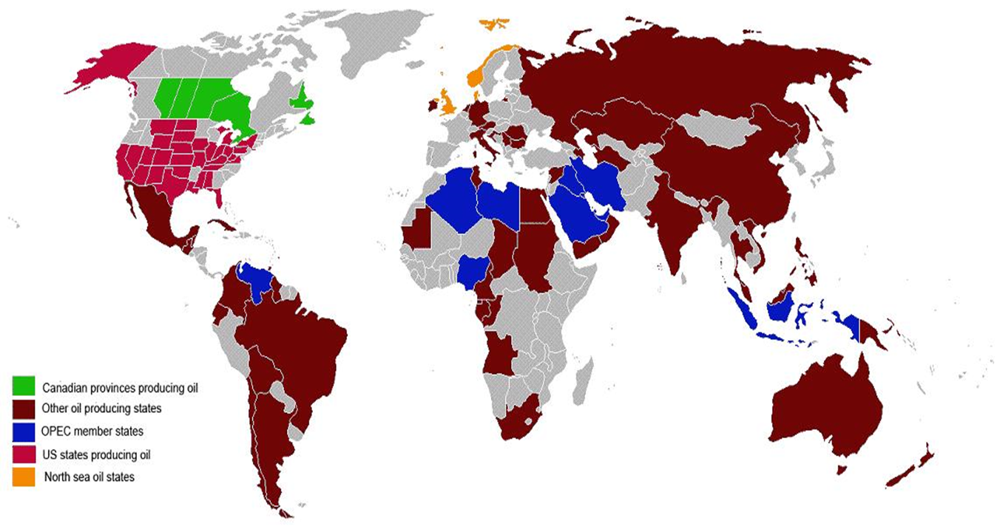 Canadian provinces producing oil
Other oil producing states
OPEC member states
US states producing oil
North sea oil states